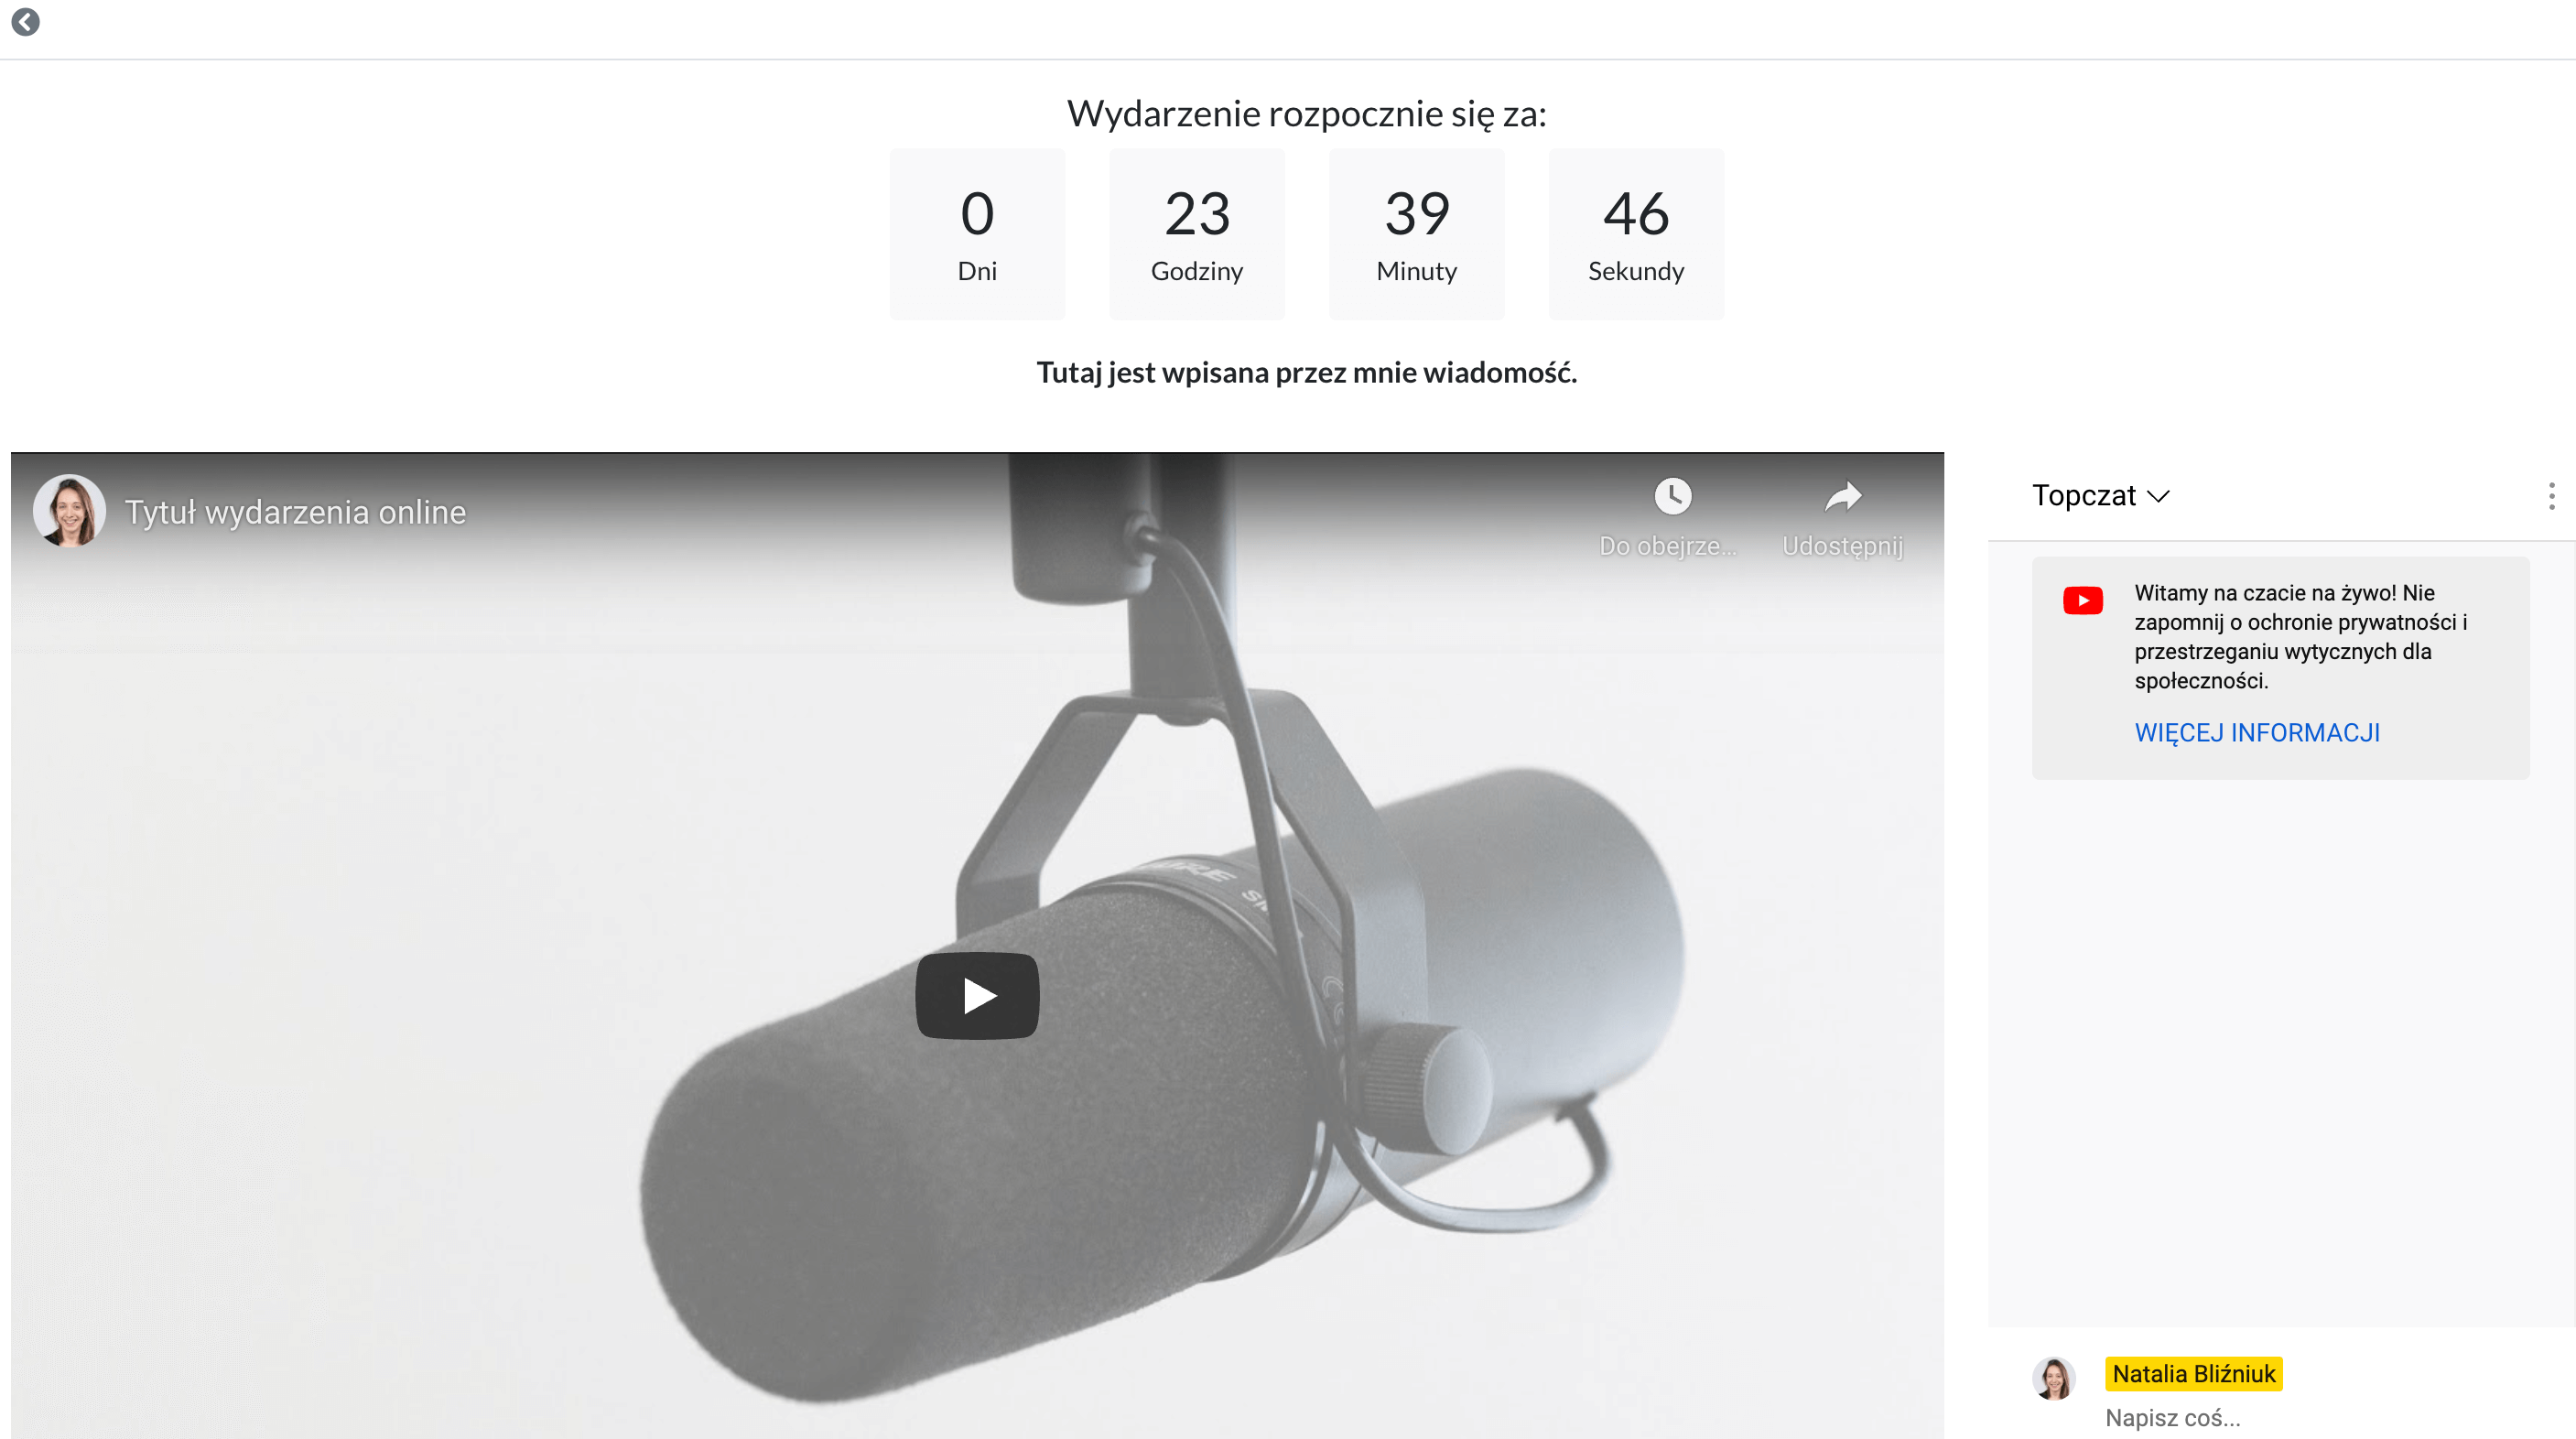 Wydarzenie rozpocznie się za:
0
Dni
23
Godziny
39
Minuty
46
Sekundy
Tutaj jest wpisana przez mnie wiadomość.
Tytuł wydarzenia online
Do obejrze...
Udostępnij
Topczat
Witamy na czacie na żywo! Nie
zapomnij o ochronie prywatności i
przestrzeganiu wytycznych dla
społeczności.
WIĘCEJ INFORMACJI
Natalia Bliźniuk
Napisz coś...